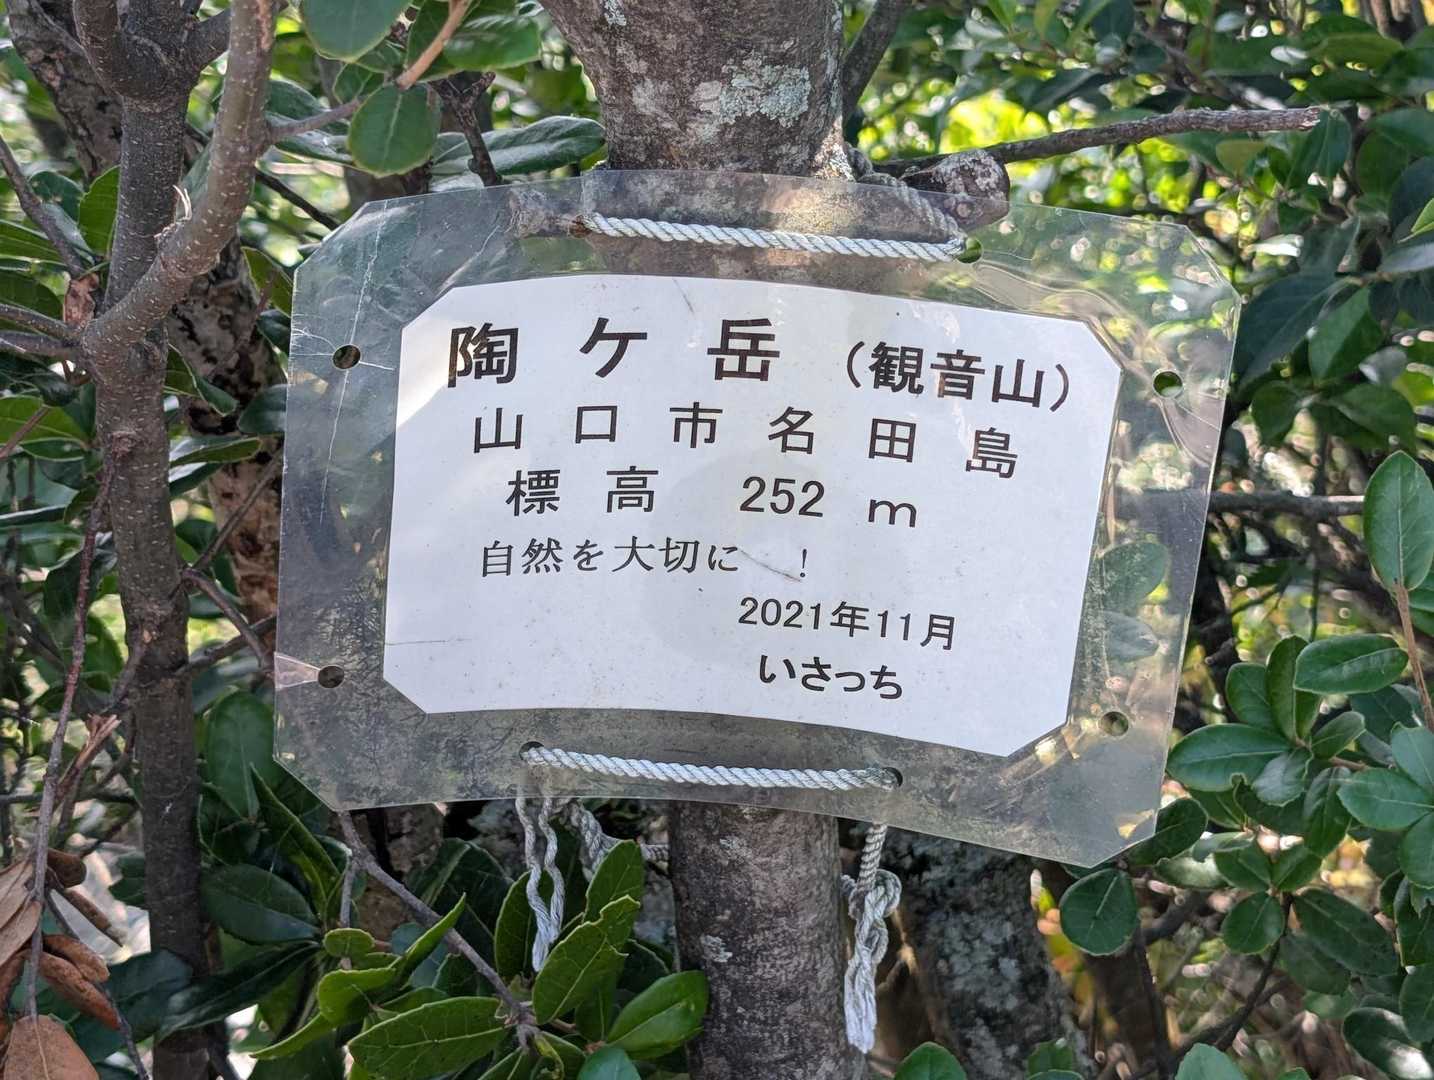 陶ケ岳（観音山）
山口市名田島
標高 252 m
自然を大切に ！
2021年11月
いさっち